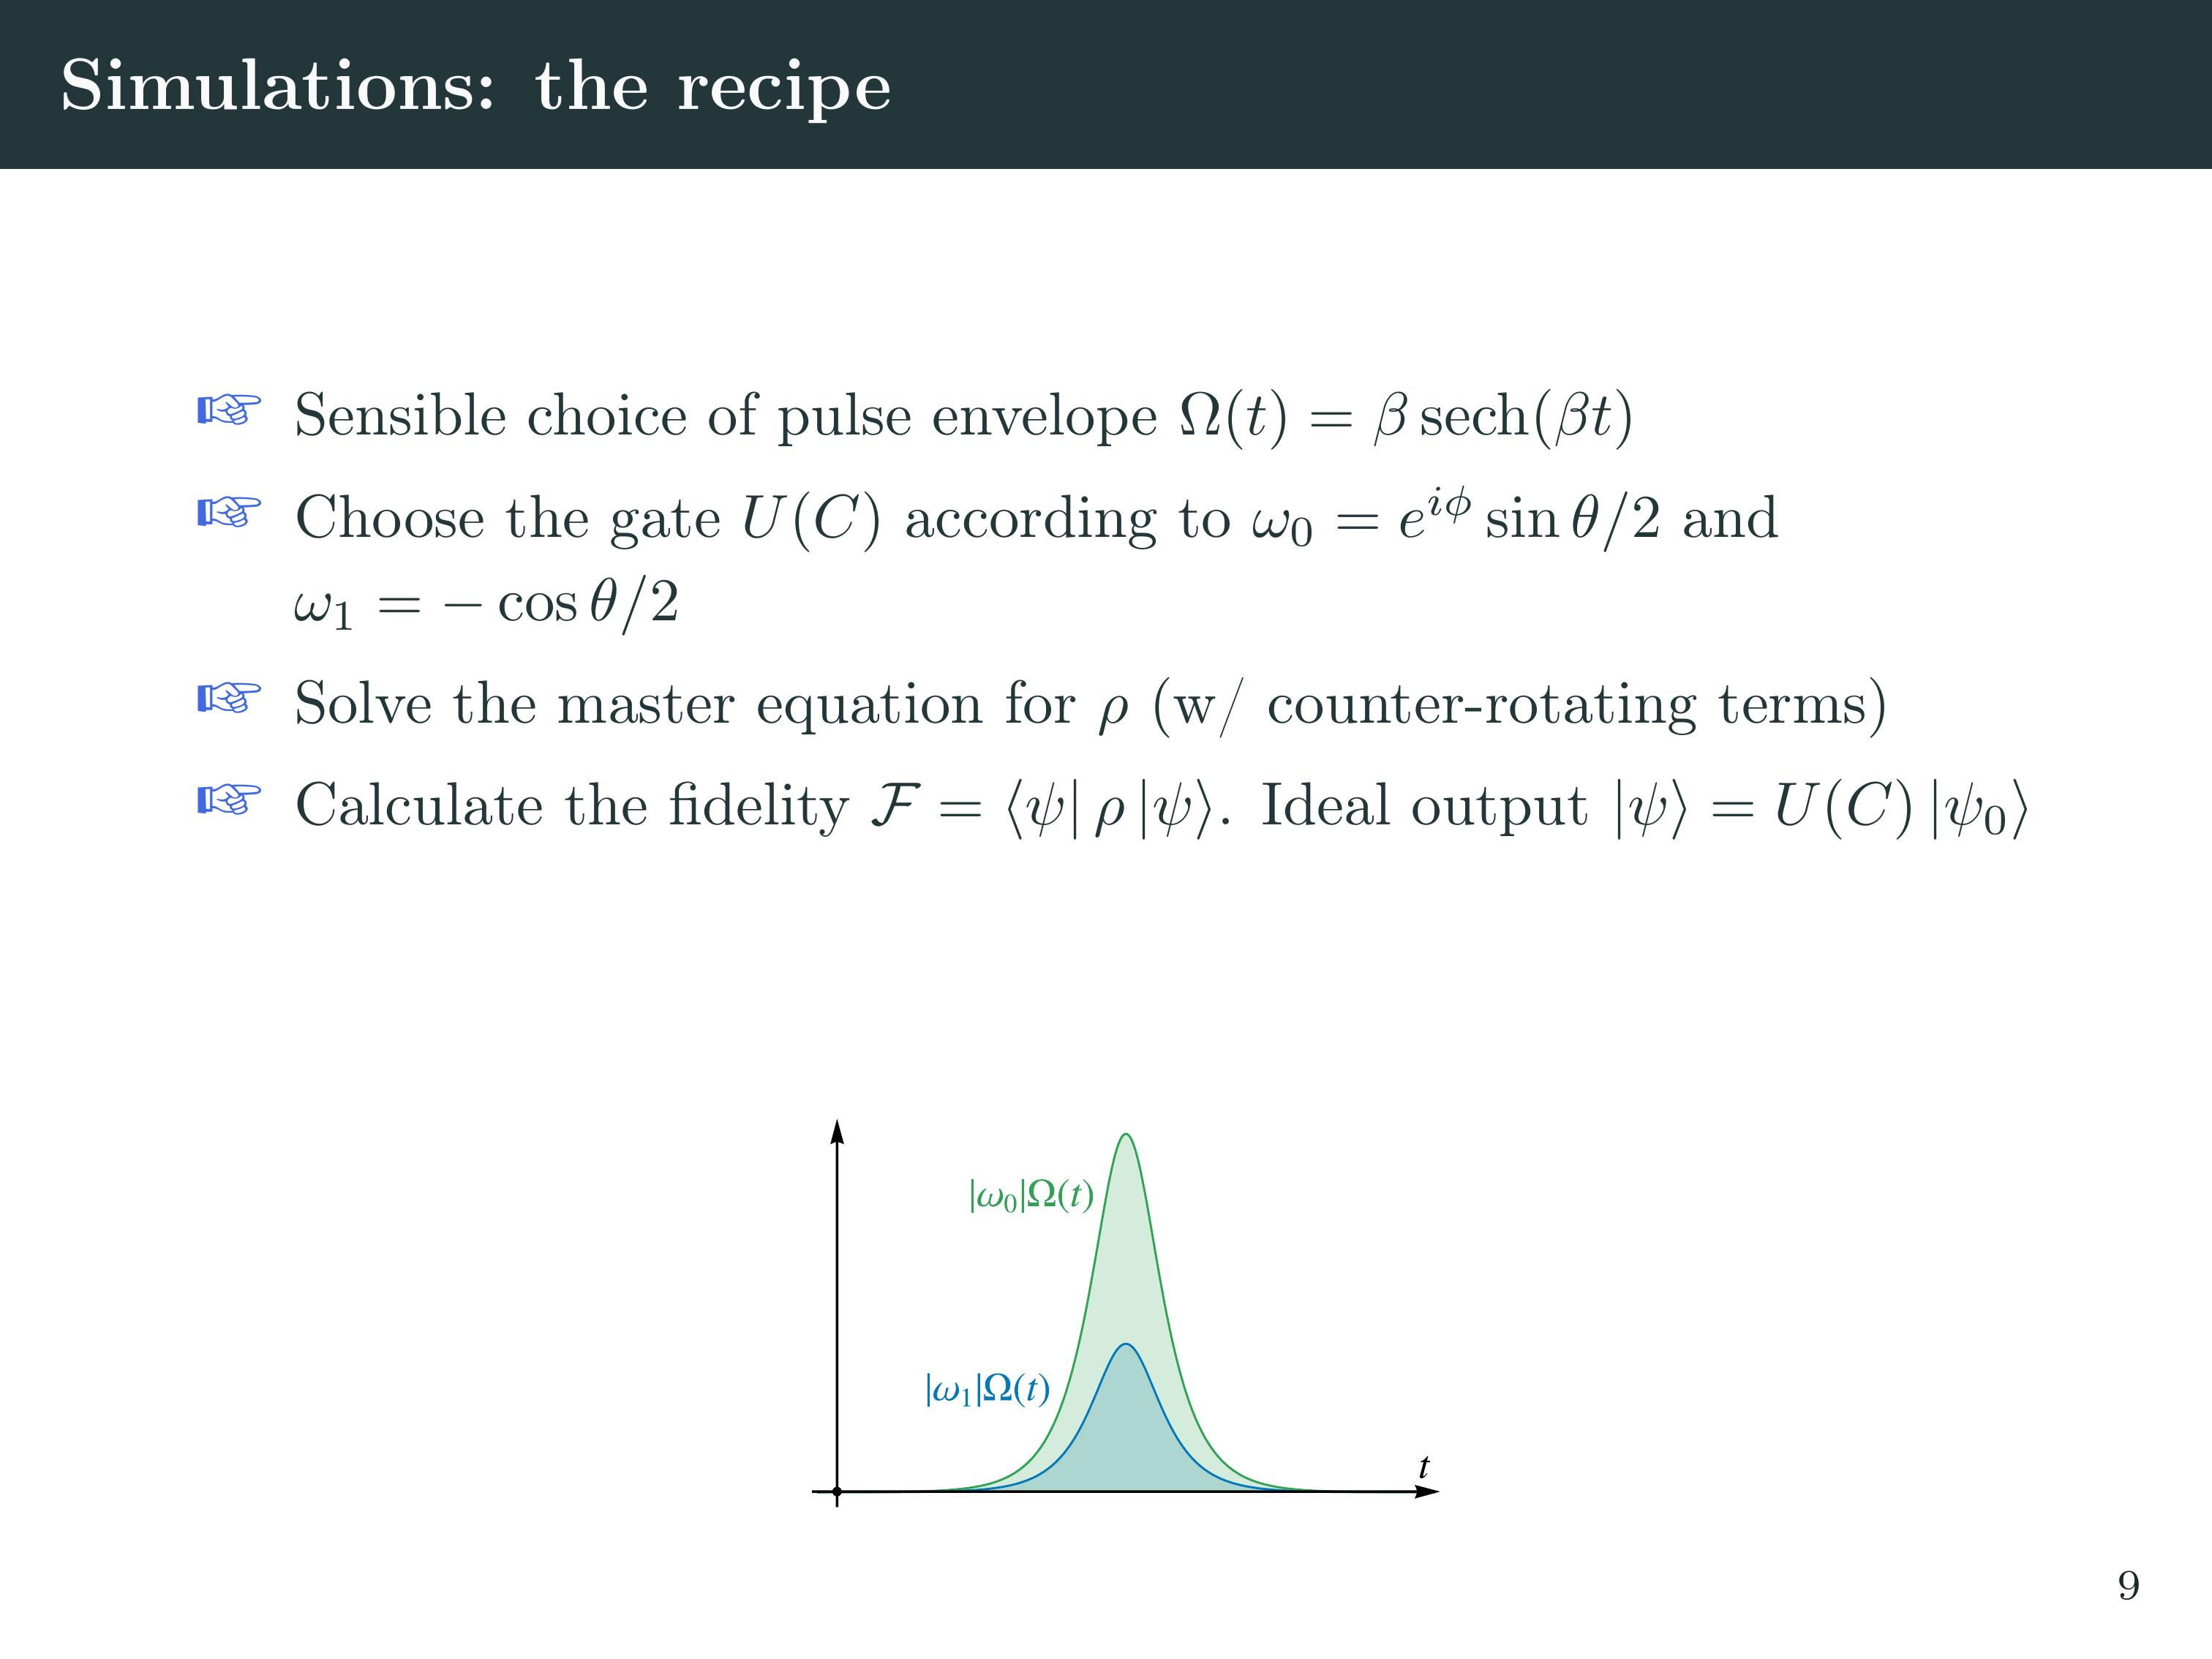 Simulations: the recipe
☞ Sensible choice of pulse envelope Ω(t) = β sech(βt)
☞ Choose the gate U(C) according to ω₀ = e^{iϕ} sin θ/2 and
ω₁ = − cos θ/2
☞ Solve the master equation for ρ (w/ counter-rotating terms)
☞ Calculate the fidelity ℱ = ⟨ψ| ρ |ψ⟩. Ideal output |ψ⟩ = U(C) |ψ₀⟩
|ω₀|Ω(t)
|ω₁|Ω(t)
t
9